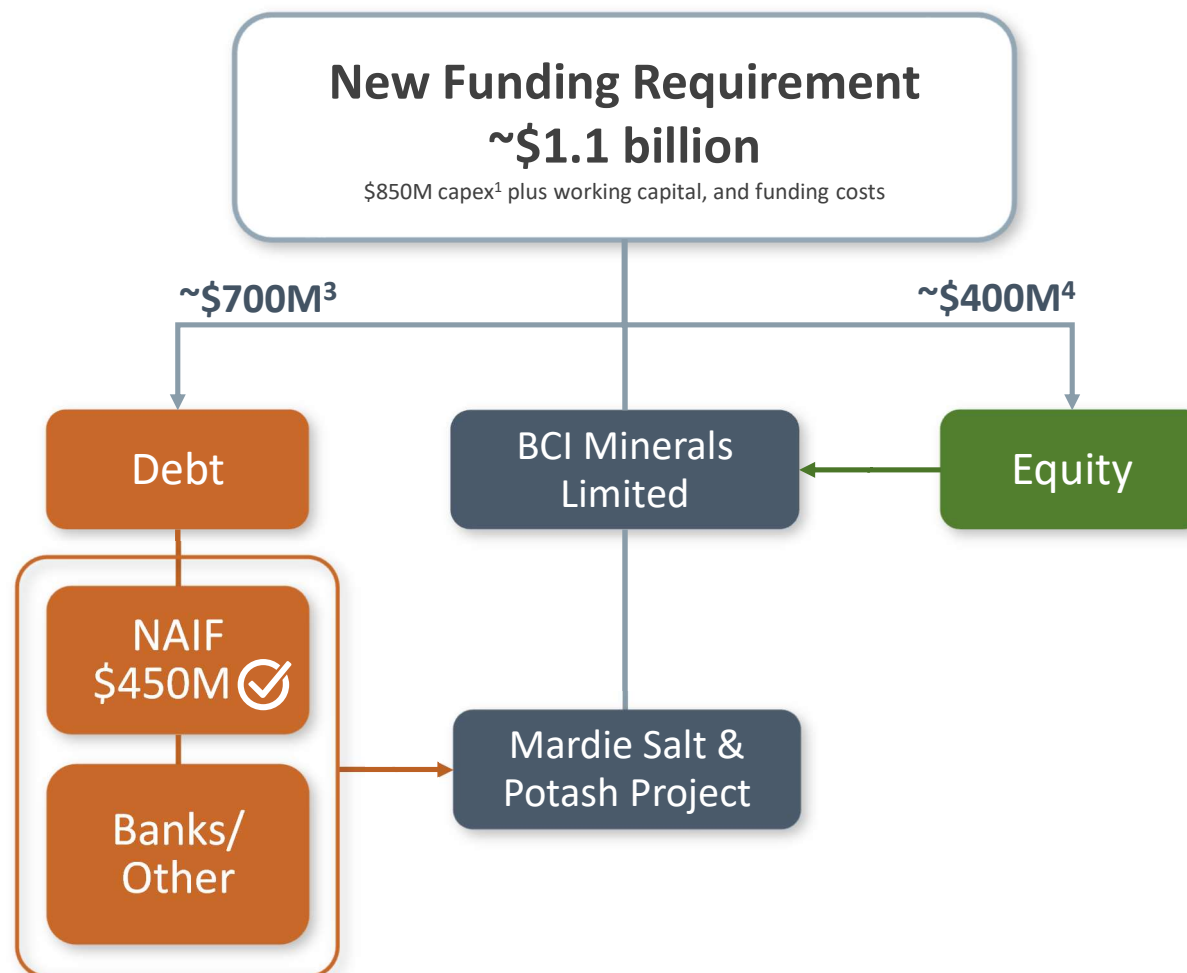 New Funding Requirement
~$1.1 billion
$850M capex¹ plus working capital, and funding costs
~$700M³
~$400M⁴
Debt
BCI Minerals
Limited
Equity
NAIF
$450M
Mardie Salt &
Potash Project
Banks/
Other